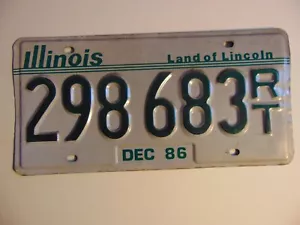 Illinois Land of Lincoln
298 683 RT
DEC 86